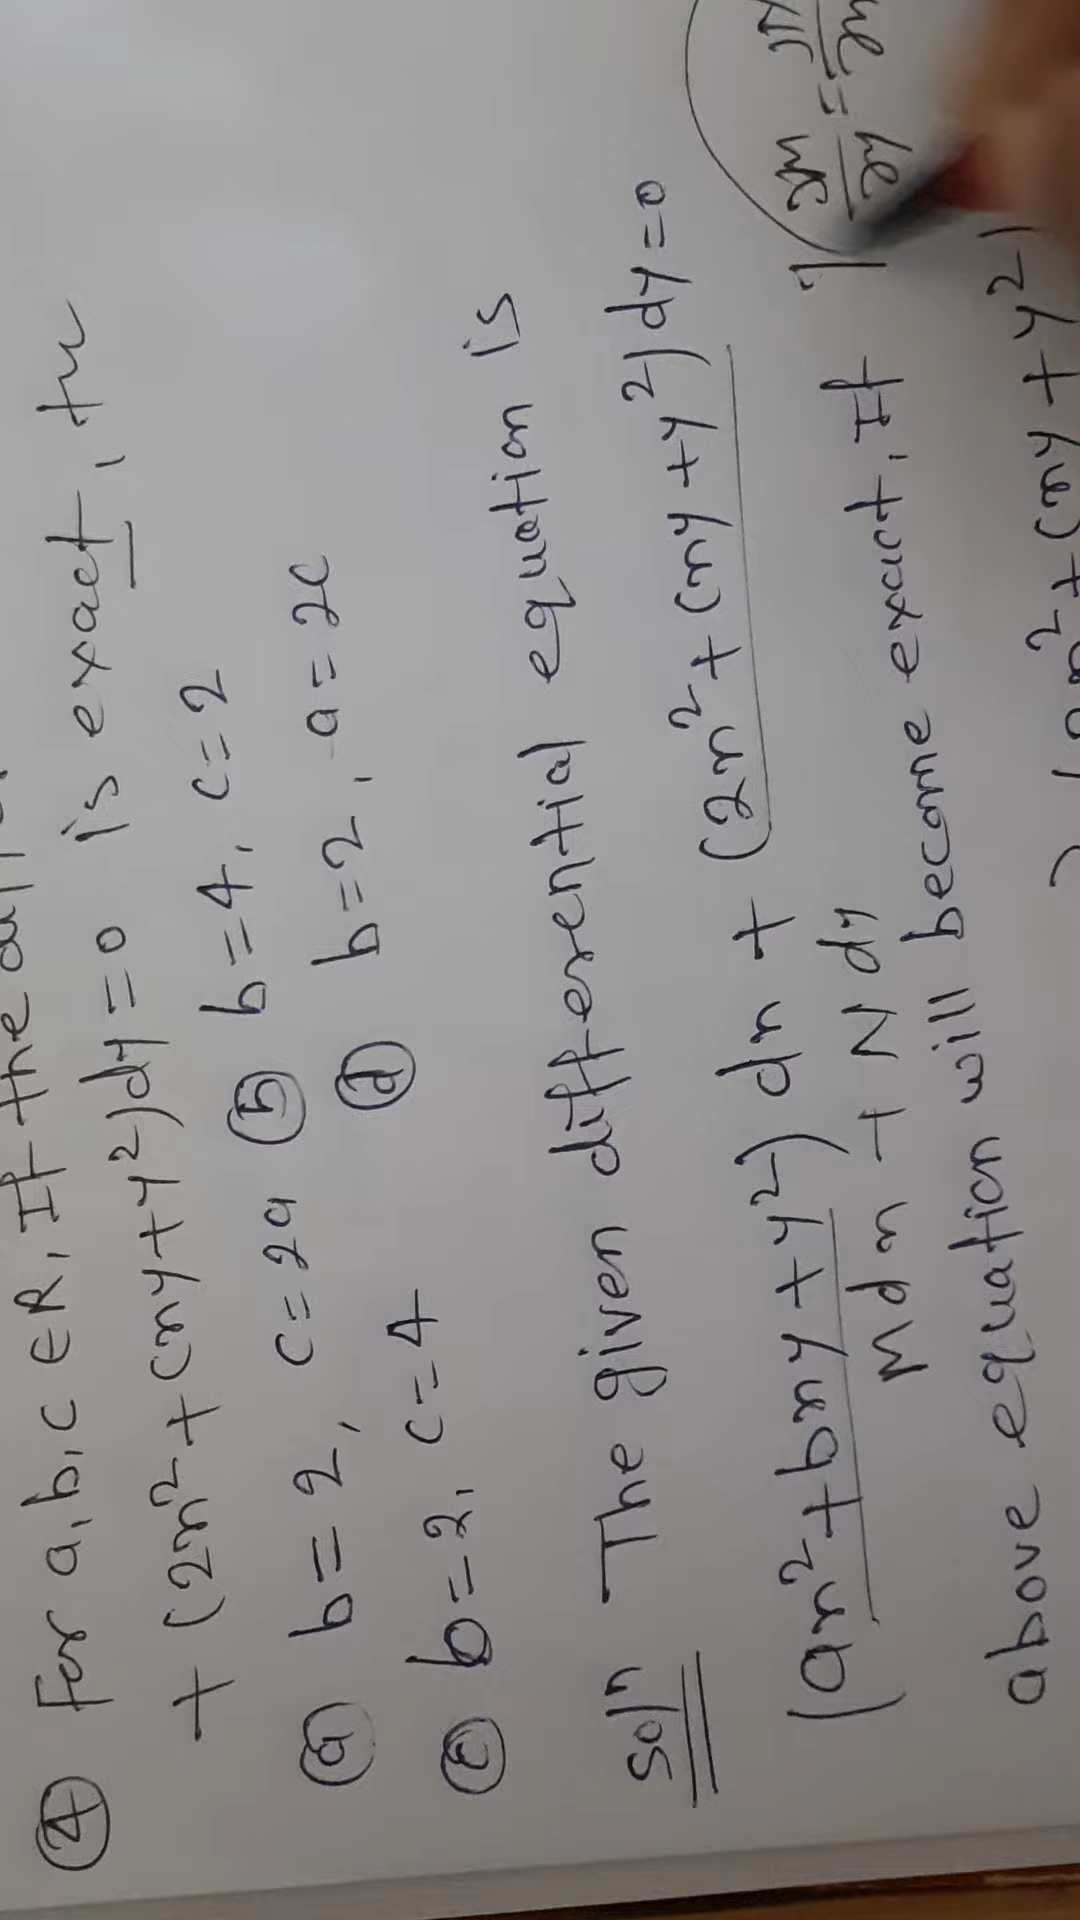 ④ For a, b, c ∈ R, If the
+ (2x² + cxy + y²) dy = 0 is exact, the
ⓐ b = 2, c = 2a ⓑ b = 4, c = 2
ⓒ b = 2, c = 4 ⓓ b = 2, a = 2c
Solⁿ The given differential equation is
(ax² + bxy + y²) dx + (2x² + cxy + y²) dy = 0
M dx + N dy
above equation will become exact, If